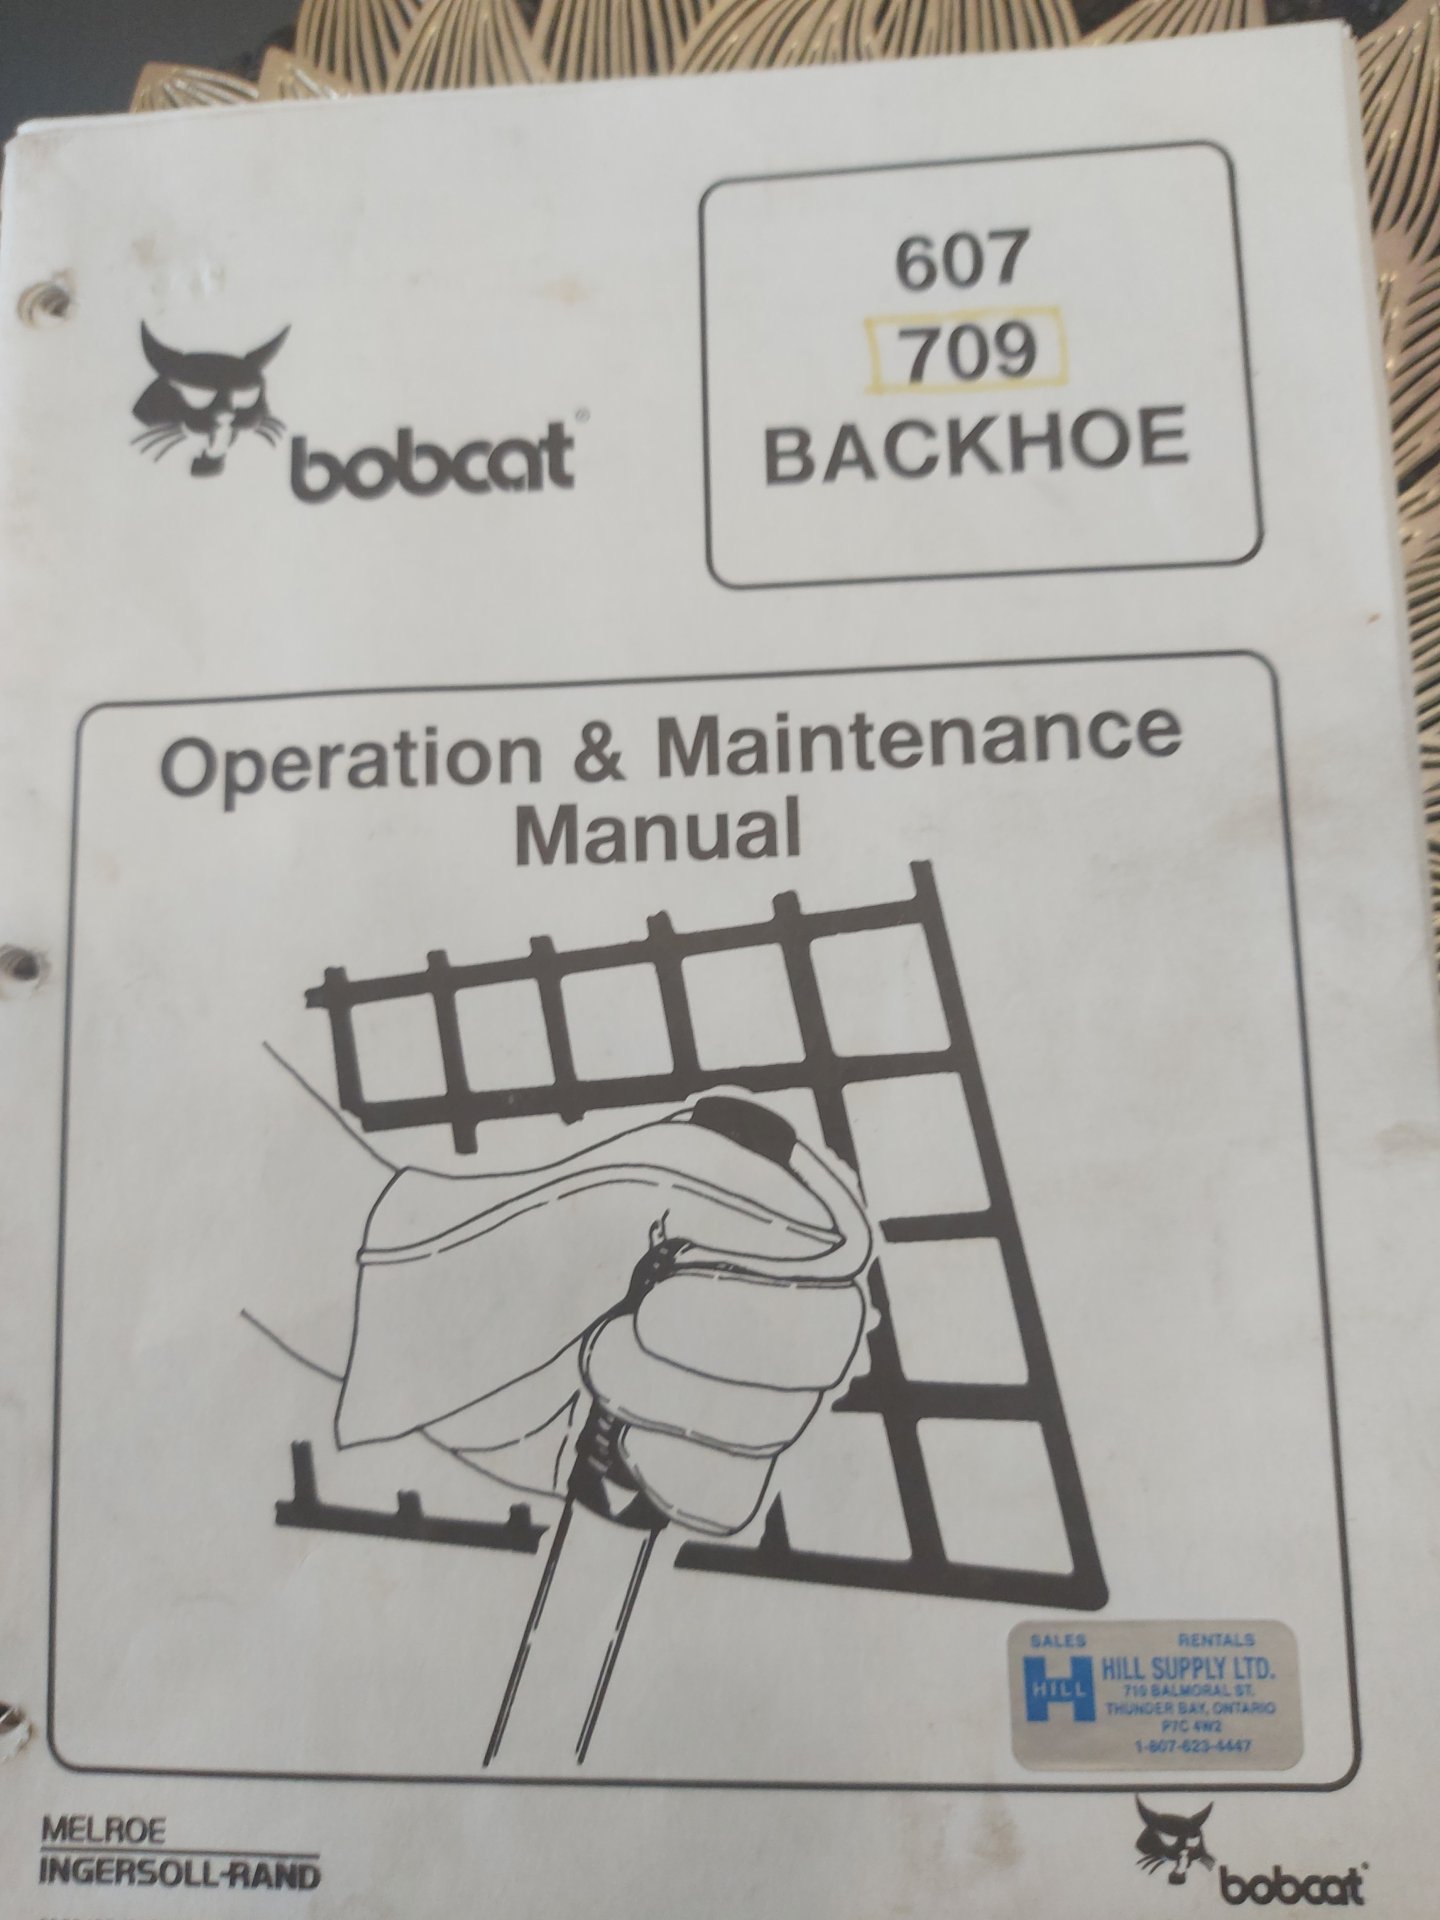 607
709
BACKHOE
bobcat®
Operation & Maintenance
Manual
SALES RENTALS
HILL
HILL SUPPLY LTD.
719 BALMORAL ST.
THUNDER BAY, ONTARIO
P7C 4W2
1-807-623-4447
MELROE
INGERSOLL-RAND
bobcat